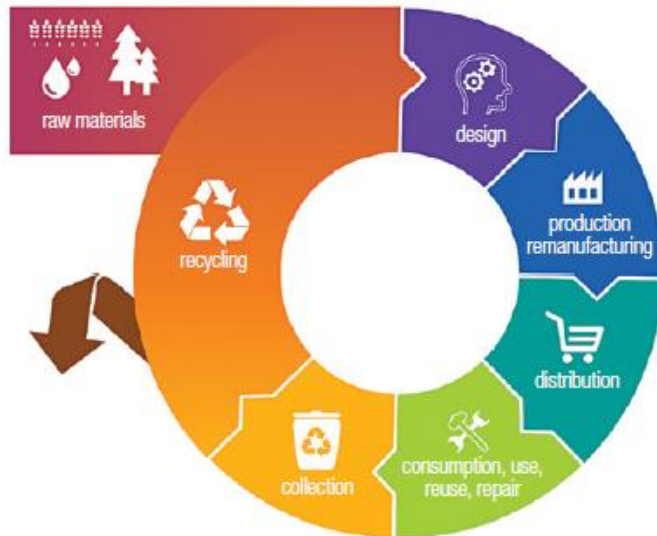 raw materials
design
production
remanufacturing
distribution
consumption, use,
reuse, repair
collection
recycling